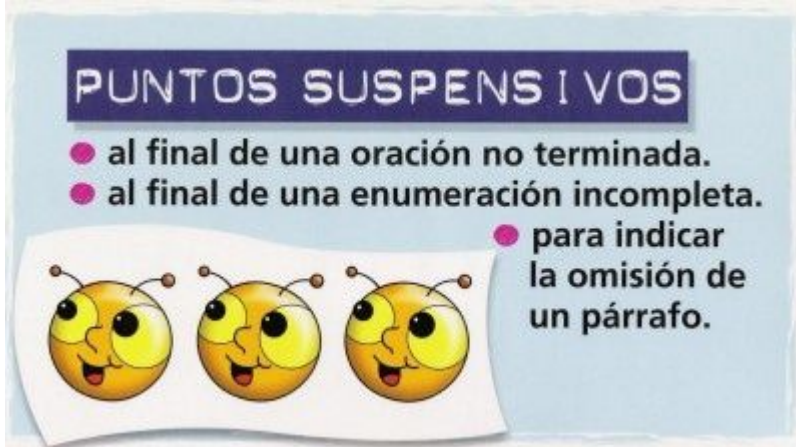 PUNTOS SUSPENSIVOS
al final de una oración no terminada.
al final de una enumeración incompleta.
para indicar
la omisión de
un párrafo.